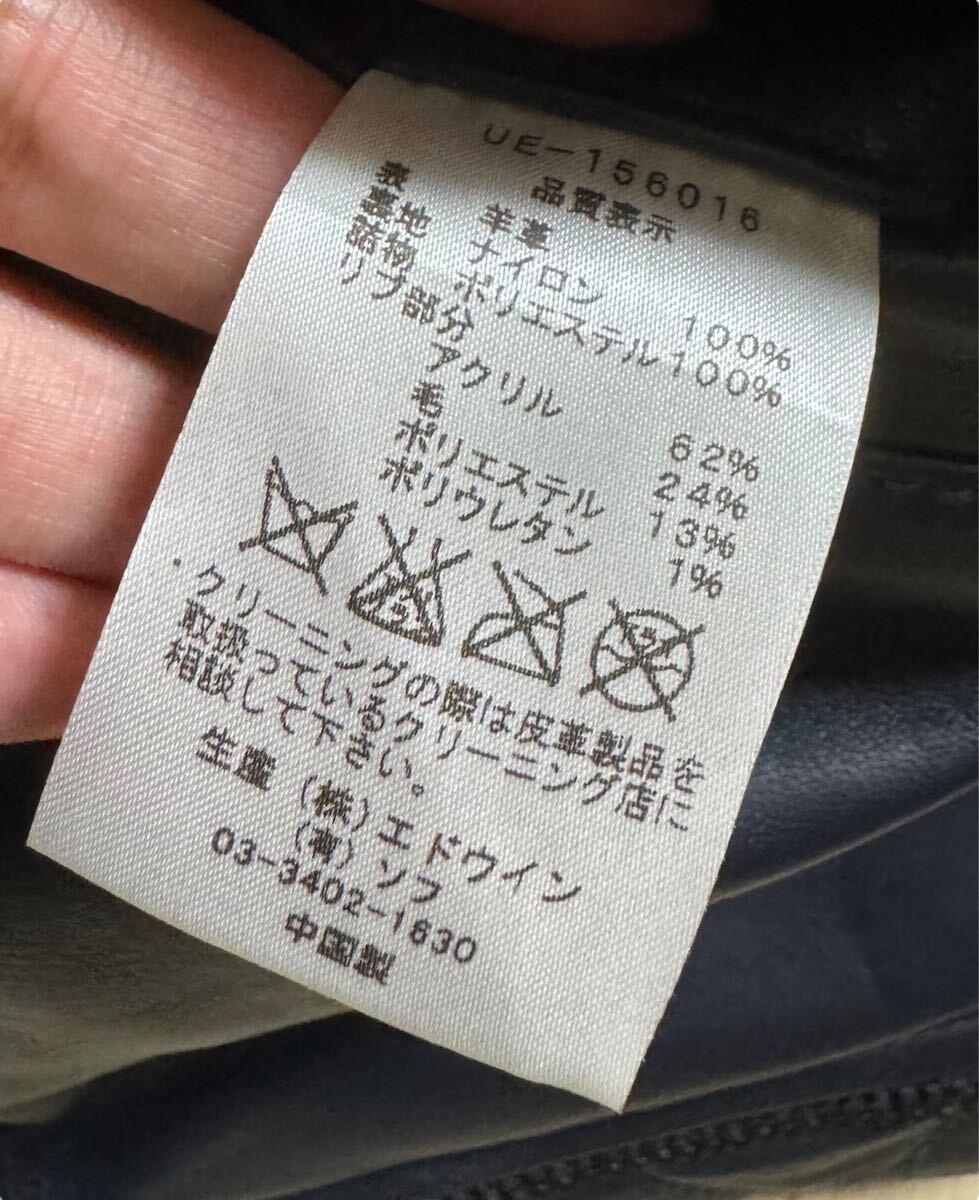 UE-156016
品質表示
表 羊革
裏地 ナイロン 100%
詰物 ポリエステル 100%
リブ部分
アクリル 62%
毛 24%
ポリエステル 13%
ポリウレタン 1%
・クリーニングの際は皮革製品を
取扱っているクリーニング店に
相談して下さい。
生産 (株)エドウイン
(有)ソフ
03-3402-1630
中国製